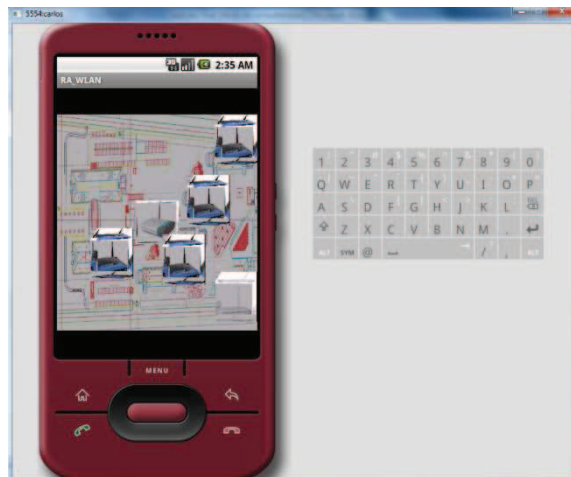 5554:carlos
2:35 AM
RA_WLAN
MENU
1 2 3 4 5 6 7 8 9 0
Q W E R T Y U I O P
A S D F G H J K L DEL
Z X C V B N M .
ALT SYM @ / , ALT